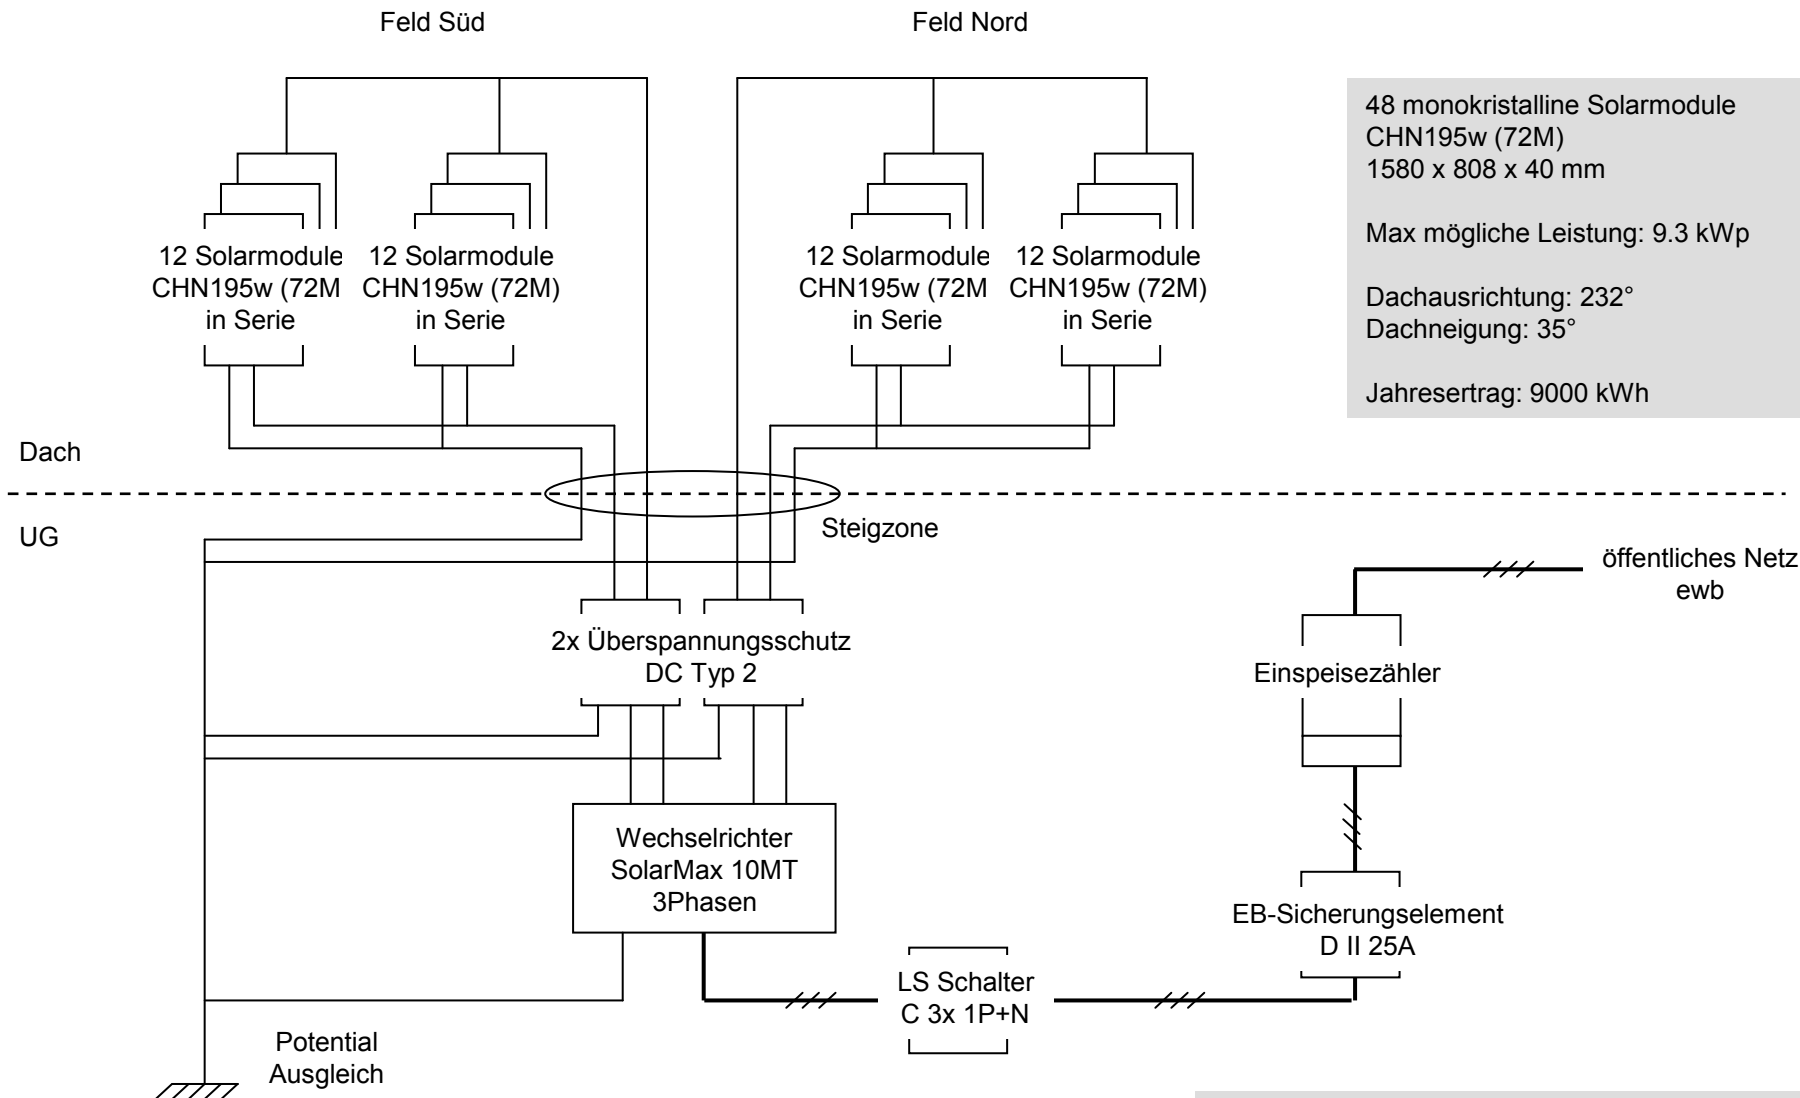 Feld Süd
Feld Nord
48 monokristalline Solarmodule
CHN195w (72M)
1580 x 808 x 40 mm
Max mögliche Leistung: 9.3 kWp
Dachausrichtung: 232°
Dachneigung: 35°
Jahresertrag: 9000 kWh
12 Solarmodule
CHN195w (72M
in Serie
12 Solarmodule
CHN195w (72M)
in Serie
12 Solarmodule
CHN195w (72M
in Serie
12 Solarmodule
CHN195w (72M)
in Serie
Dach
UG
Steigzone
öffentliches Netz
ewb
2x Überspannungsschutz
DC Typ 2
Einspeisezähler
Wechselrichter
SolarMax 10MT
3Phasen
EB-Sicherungselement
D II 25A
LS Schalter
C 3x 1P+N
Potential
Ausgleich